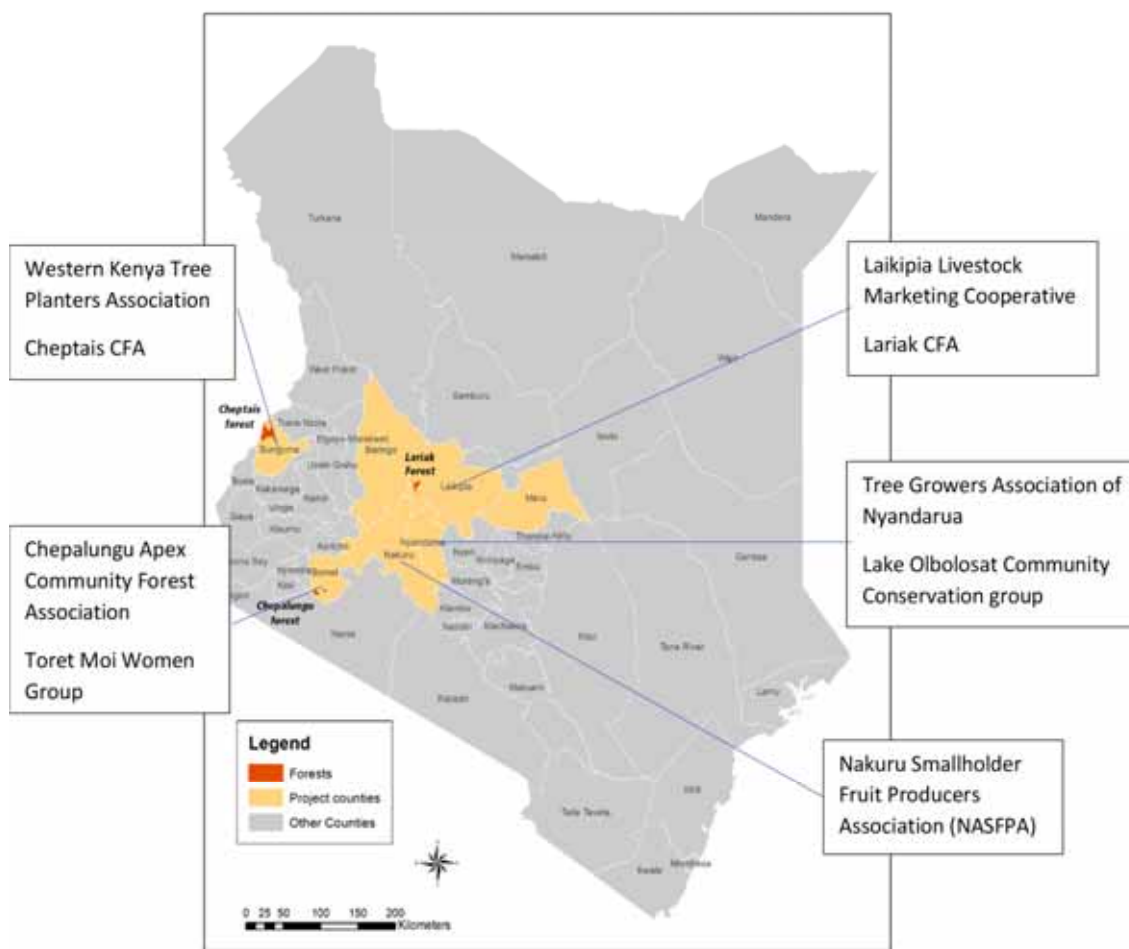 Turkana
Marsabit
Mandera
Wajir
West Pokot
Samburu
Isiolo
Cheptais
forest
Trans Nzoia
Bungoma
Elgeyo-Marakwet
Baringo
Uasin Gishu
Lariak
Forest
Laikipia
Meru
Busia
Kakamega
Nandi
Vihiga
Siaya
Kisumu
Kericho
Nyandarua
Nakuru
Nyeri
Kirinyaga
Embu
Tharaka-Nithi
Garissa
Bomet
Kisii
Murang'a
Chepalungu
forest
Kiambu
Nairobi
Machakos
Narok
Kitui
Tana River
Makueni
Kajiado
Lamu
Taita Taveta
Kilifi
Kwale
Mombasa
Western Kenya Tree
Planters Association
Cheptais CFA
Chepalungu Apex
Community Forest
Association
Toret Moi Women
Group
Laikipia Livestock
Marketing Cooperative
Lariak CFA
Tree Growers Association of
Nyandarua
Lake Olbolosat Community
Conservation group
Nakuru Smallholder
Fruit Producers
Association (NASFPA)
Legend
Forests
Project counties
Other Counties
0 25 50 100 150 200
Kilometers